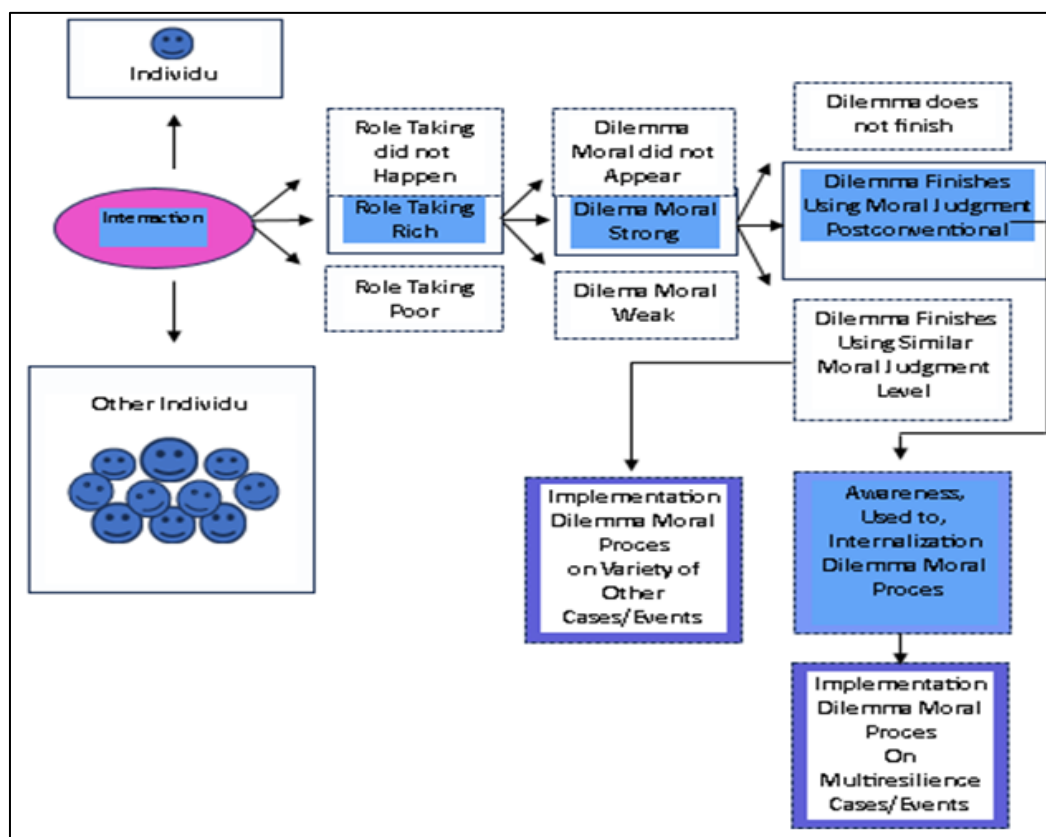 Individu
Interaction
Other Individu
Role Taking
did not
Happen
Role Taking
Rich
Role Taking
Poor
Dilemma
Moral did not
Appear
Dilema Moral
Strong
Dilema Moral
Weak
Dilemma does
not finish
Dilemma Finishes
Using Moral Judgment
Postconventional
Dilemma Finishes
Using Similar
Moral Judgment
Level
Implementation
Dilemma Moral
Proces
on Variety of
Other
Cases/Events
Awareness,
Used to,
Internalization
Dilemma Moral
Proces
Implementation
Dilemma Moral
Proces
On
Multiresilience
Cases/Events